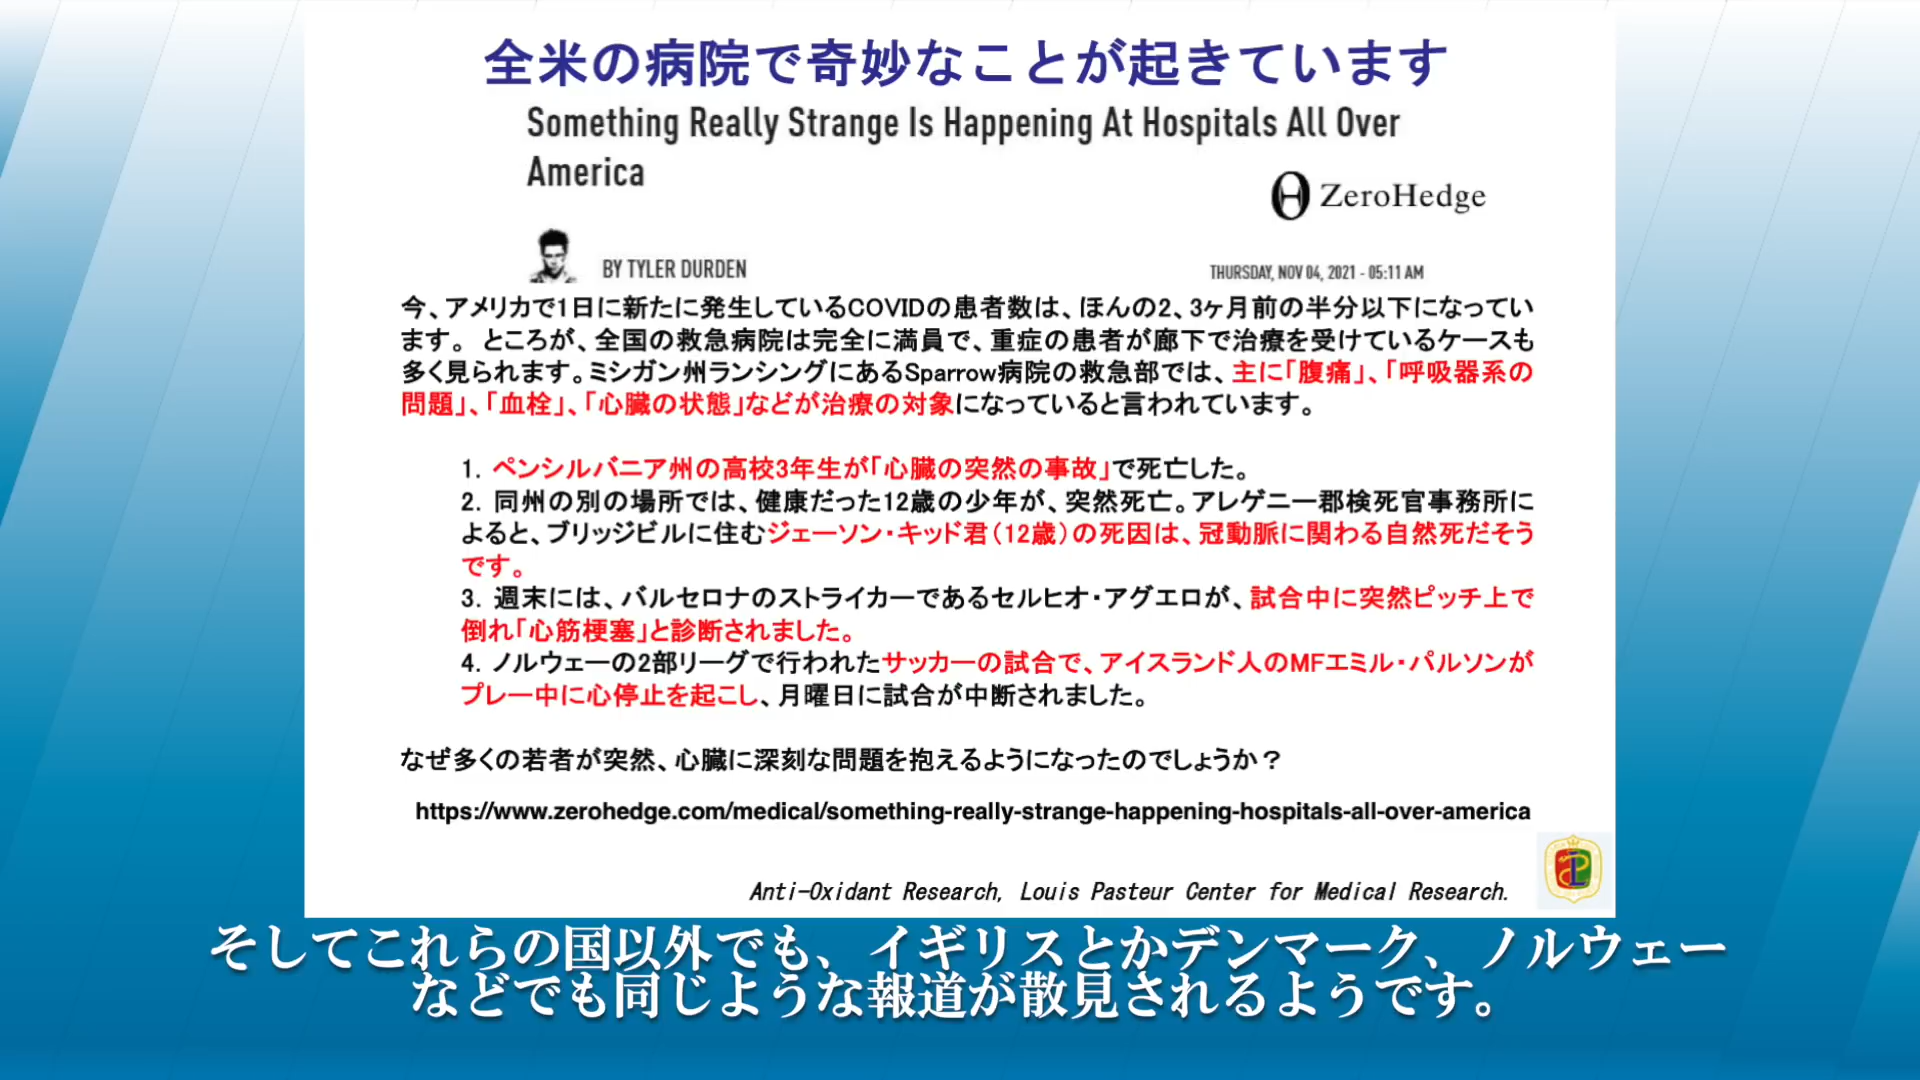 全米の病院で奇妙なことが起きています
Something Really Strange Is Happening At Hospitals All Over
America
ZeroHedge
BY TYLER DURDEN
THURSDAY, NOV 04, 2021 - 05:11 AM
今、アメリカで1日に新たに発生しているCOVIDの患者数は、ほんの2、3ヶ月前の半分以下になってい
ます。 ところが、全国の救急病院は完全に満員で、重症の患者が廊下で治療を受けているケースも
多く見られます。ミシガン州ランシングにあるSparrow病院の救急部では、主に「腹痛」、「呼吸器系の
問題」、「血栓」、「心臓の状態」などが治療の対象になっていると言われています。
1. ペンシルバニア州の高校3年生が「心臓の突然の事故」で死亡した。
2. 同州の別の場所では、健康だった12歳の少年が、突然死亡。アレゲニー郡検死官事務所に
よると、ブリッジビルに住むジェーソン・キッド君（12歳）の死因は、冠動脈に関わる自然死だそう
です。
3. 週末には、バルセロナのストライカーであるセルヒオ・アグエロが、試合中に突然ピッチ上で
倒れ「心筋梗塞」と診断されました。
4. ノルウェーの2部リーグで行われたサッカーの試合で、アイスランド人のMFエミル・パルソンが
プレー中に心停止を起こし、月曜日に試合が中断されました。
なぜ多くの若者が突然、心臓に深刻な問題を抱えるようになったのでしょうか？
https://www.zerohedge.com/medical/something-really-strange-happening-hospitals-all-over-america
Anti-Oxidant Research, Louis Pasteur Center for Medical Research.
そしてこれらの国以外でも、イギリスとかデンマーク、ノルウェー
などでも同じような報道が散見されるようです。